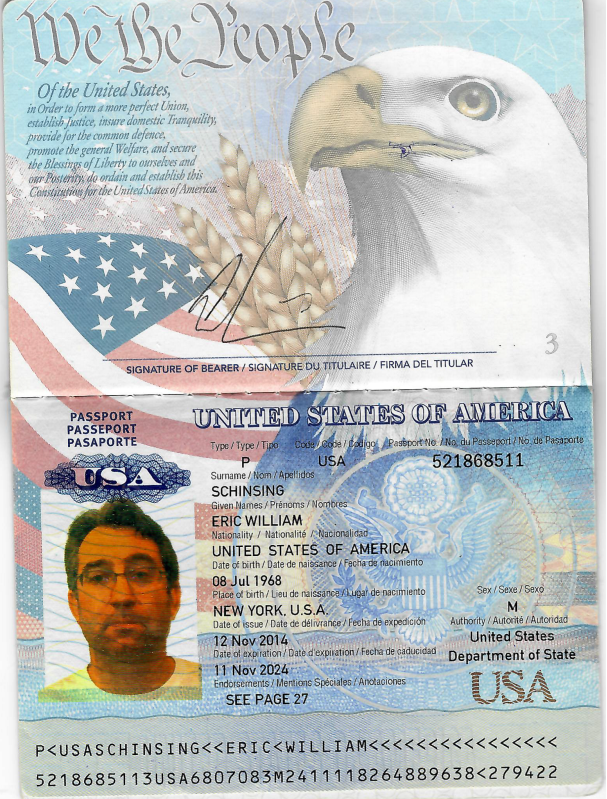 We the People
Of the United States,
in Order to form a more perfect Union,
establish Justice, insure domestic Tranquility,
provide for the common defence,
promote the general Welfare, and secure
the Blessings of Liberty to ourselves and
our Posterity, do ordain and establish this
Constitution for the United States of America.
3
SIGNATURE OF BEARER / SIGNATURE DU TITULAIRE / FIRMA DEL TITULAR
PASSPORT
PASSEPORT
PASAPORTE
USA
UNITED STATES OF AMERICA
Type / Type / Tipo Code / Code / Codigo Passport No. / No. du Passeport / No. de Pasaporte
P USA 521868511
Surname / Nom / Apellidos
SCHINSING
Given Names / Prénoms / Nombres
ERIC WILLIAM
Nationality / Nationalité / Nacionalidad
UNITED STATES OF AMERICA
Date of birth / Date de naissance / Fecha de nacimiento
08 Jul 1968
Place of birth / Lieu de naissance / Lugar de nacimiento Sex / Sexe / Sexo
NEW YORK, U.S.A. M
Date of issue / Date de délivrance / Fecha de expedición Authority / Autorité / Autoridad
12 Nov 2014 United States
Date of expiration / Date d'expiration / Fecha de caducidad Department of State
11 Nov 2024
Endorsements / Mentions Spéciales / Anotaciones
SEE PAGE 27
USA
P<USASCHINSING<<ERIC<WILLIAM<<<<<<<<<<<<<<<<
5218685113USA6807083M24111118264889638<279422